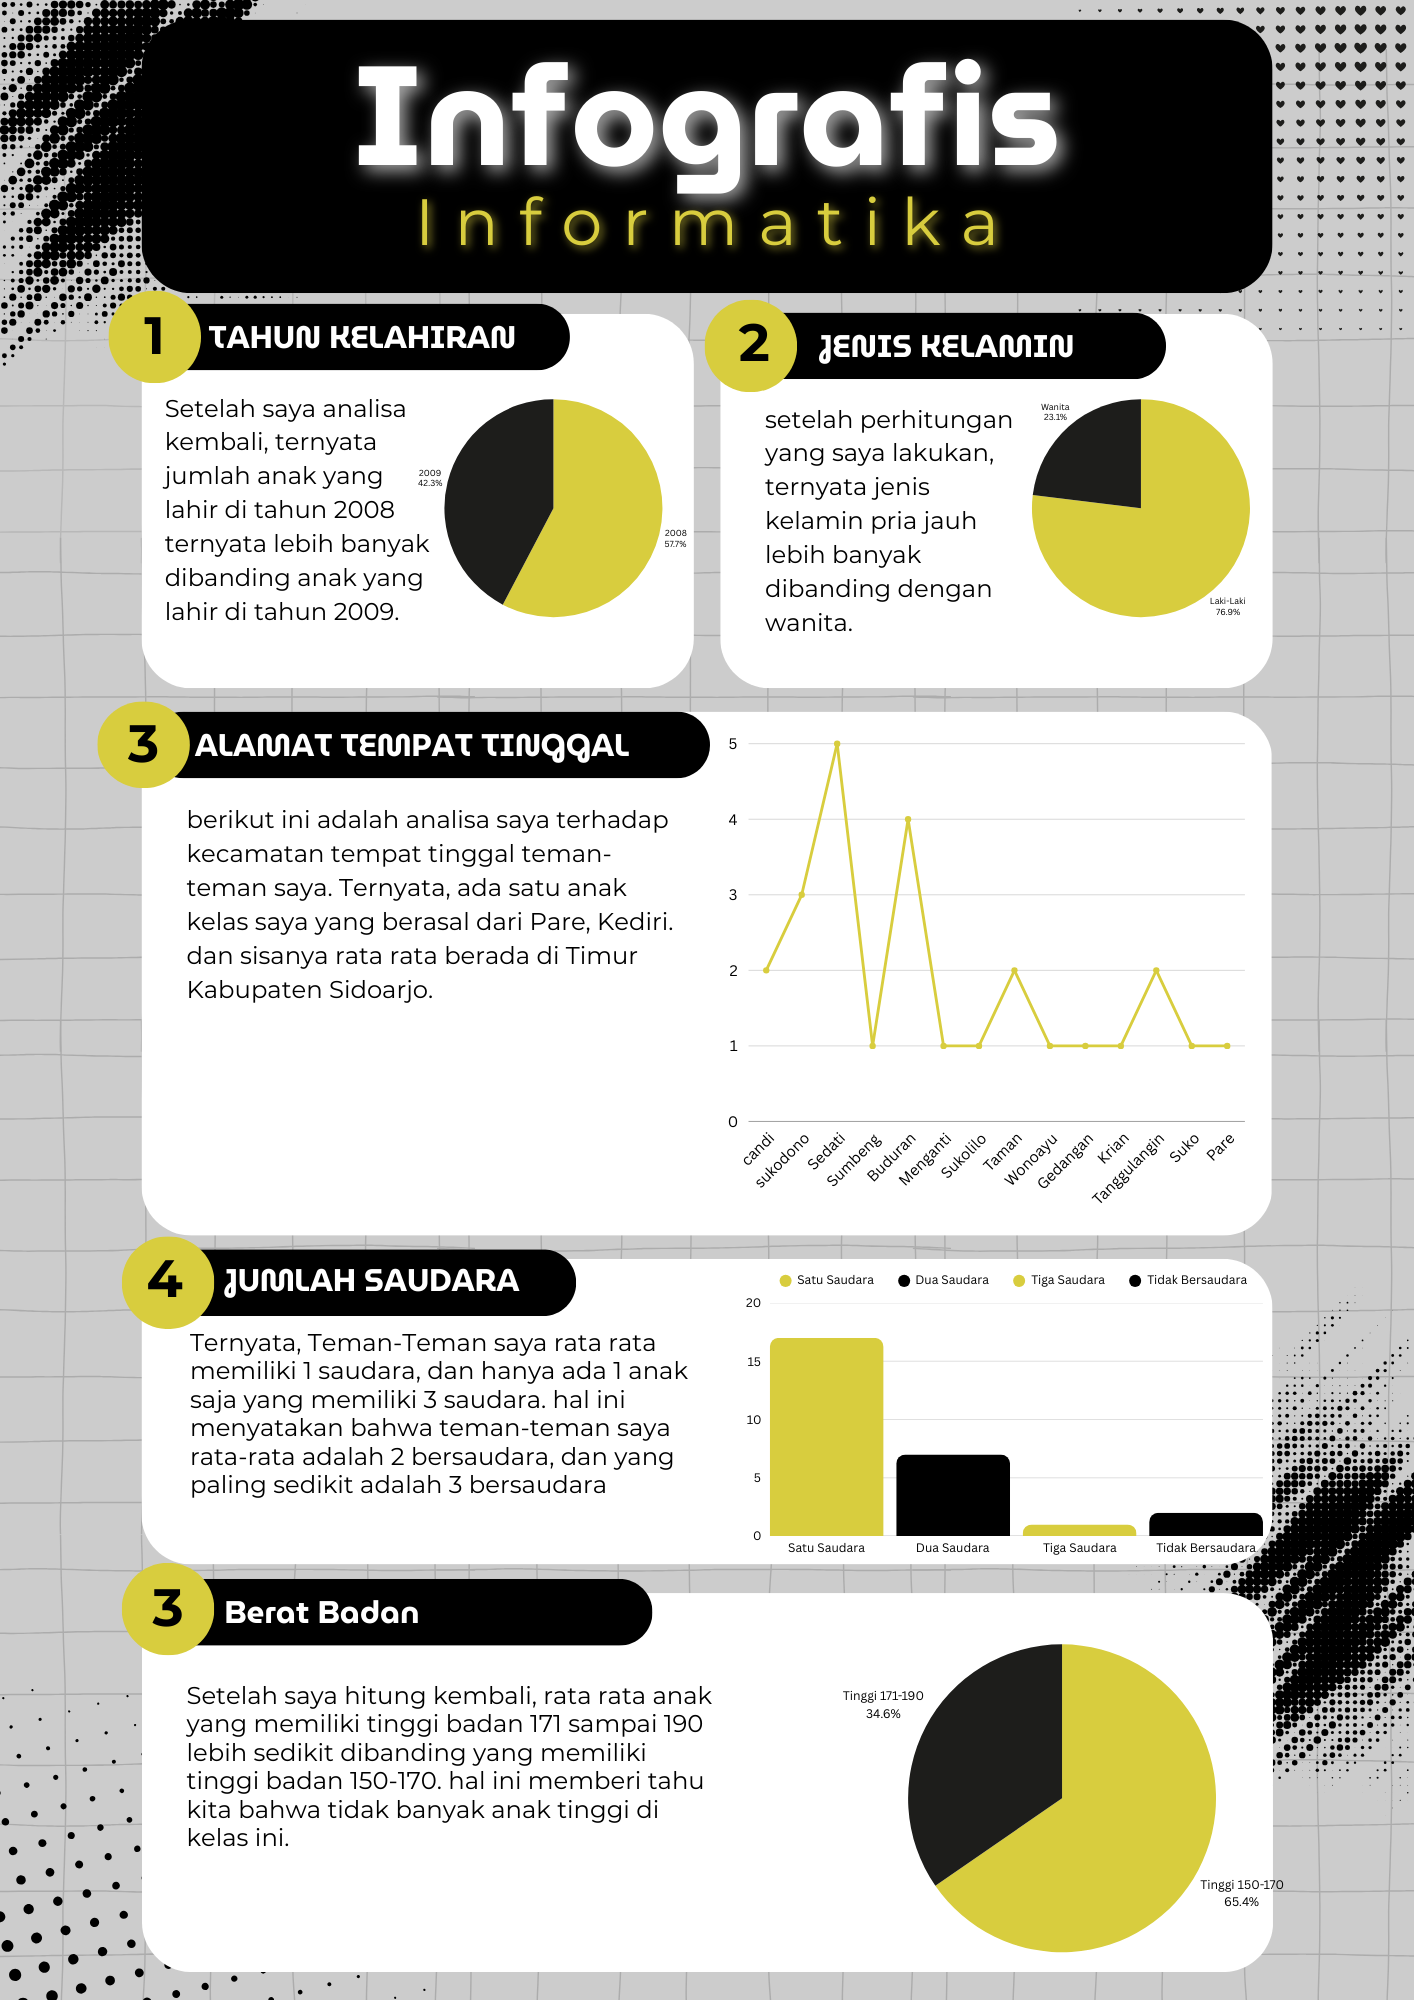 Infografis
Informatika
1
TAHUN KELAHIRAN
Setelah saya analisa
kembali, ternyata
jumlah anak yang
lahir di tahun 2008
ternyata lebih banyak
dibanding anak yang
lahir di tahun 2009.
2009
42.3%
2008
57.7%
2
JENIS KELAMIN
setelah perhitungan
yang saya lakukan,
ternyata jenis
kelamin pria jauh
lebih banyak
dibanding dengan
wanita.
Wanita
23.1%
Laki-Laki
76.9%
3
ALAMAT TEMPAT TINGGAL
berikut ini adalah analisa saya terhadap
kecamatan tempat tinggal teman-
teman saya. Ternyata, ada satu anak
kelas saya yang berasal dari Pare, Kediri.
dan sisanya rata rata berada di Timur
Kabupaten Sidoarjo.
5
4
3
2
1
0
candi
sukodono
Sedati
Sumbeng
Buduran
Menganti
Sukolilo
Taman
Wonoayu
Gedangan
Krian
Tanggulangin
Suko
Pare
4
JUMLAH SAUDARA
Ternyata, Teman-Teman saya rata rata
memiliki 1 saudara, dan hanya ada 1 anak
saja yang memiliki 3 saudara. hal ini
menyatakan bahwa teman-teman saya
rata-rata adalah 2 bersaudara, dan yang
paling sedikit adalah 3 bersaudara
Satu Saudara
Dua Saudara
Tiga Saudara
Tidak Bersaudara
20
15
10
5
0
Satu Saudara
Dua Saudara
Tiga Saudara
Tidak Bersaudara
3
Berat Badan
Setelah saya hitung kembali, rata rata anak
yang memiliki tinggi badan 171 sampai 190
lebih sedikit dibanding yang memiliki
tinggi badan 150-170. hal ini memberi tahu
kita bahwa tidak banyak anak tinggi di
kelas ini.
Tinggi 171-190
34.6%
Tinggi 150-170
65.4%